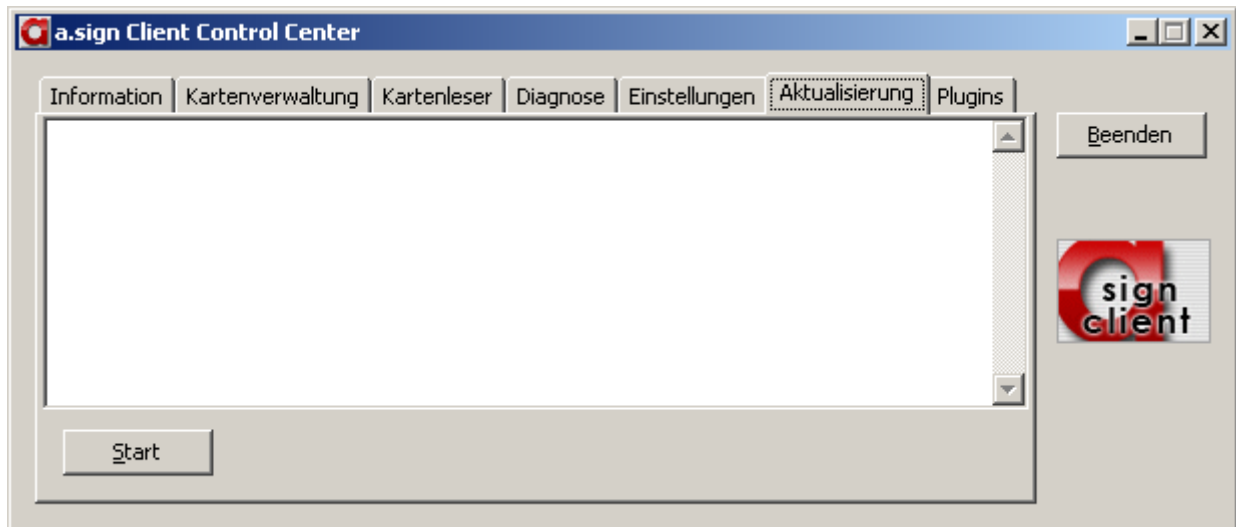 a.sign Client Control Center
Information Kartenverwaltung Kartenleser Diagnose Einstellungen Aktualisierung Plugins
Beenden
sign
client
Start